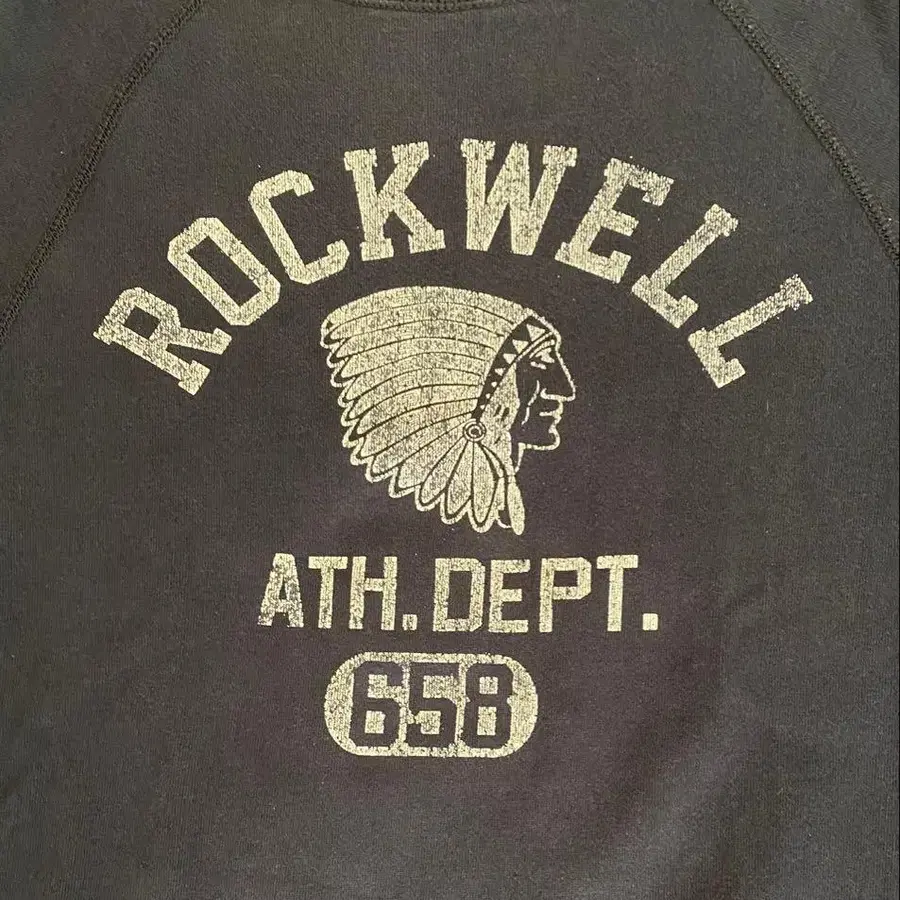 ROCKWELL
ATH. DEPT.
658